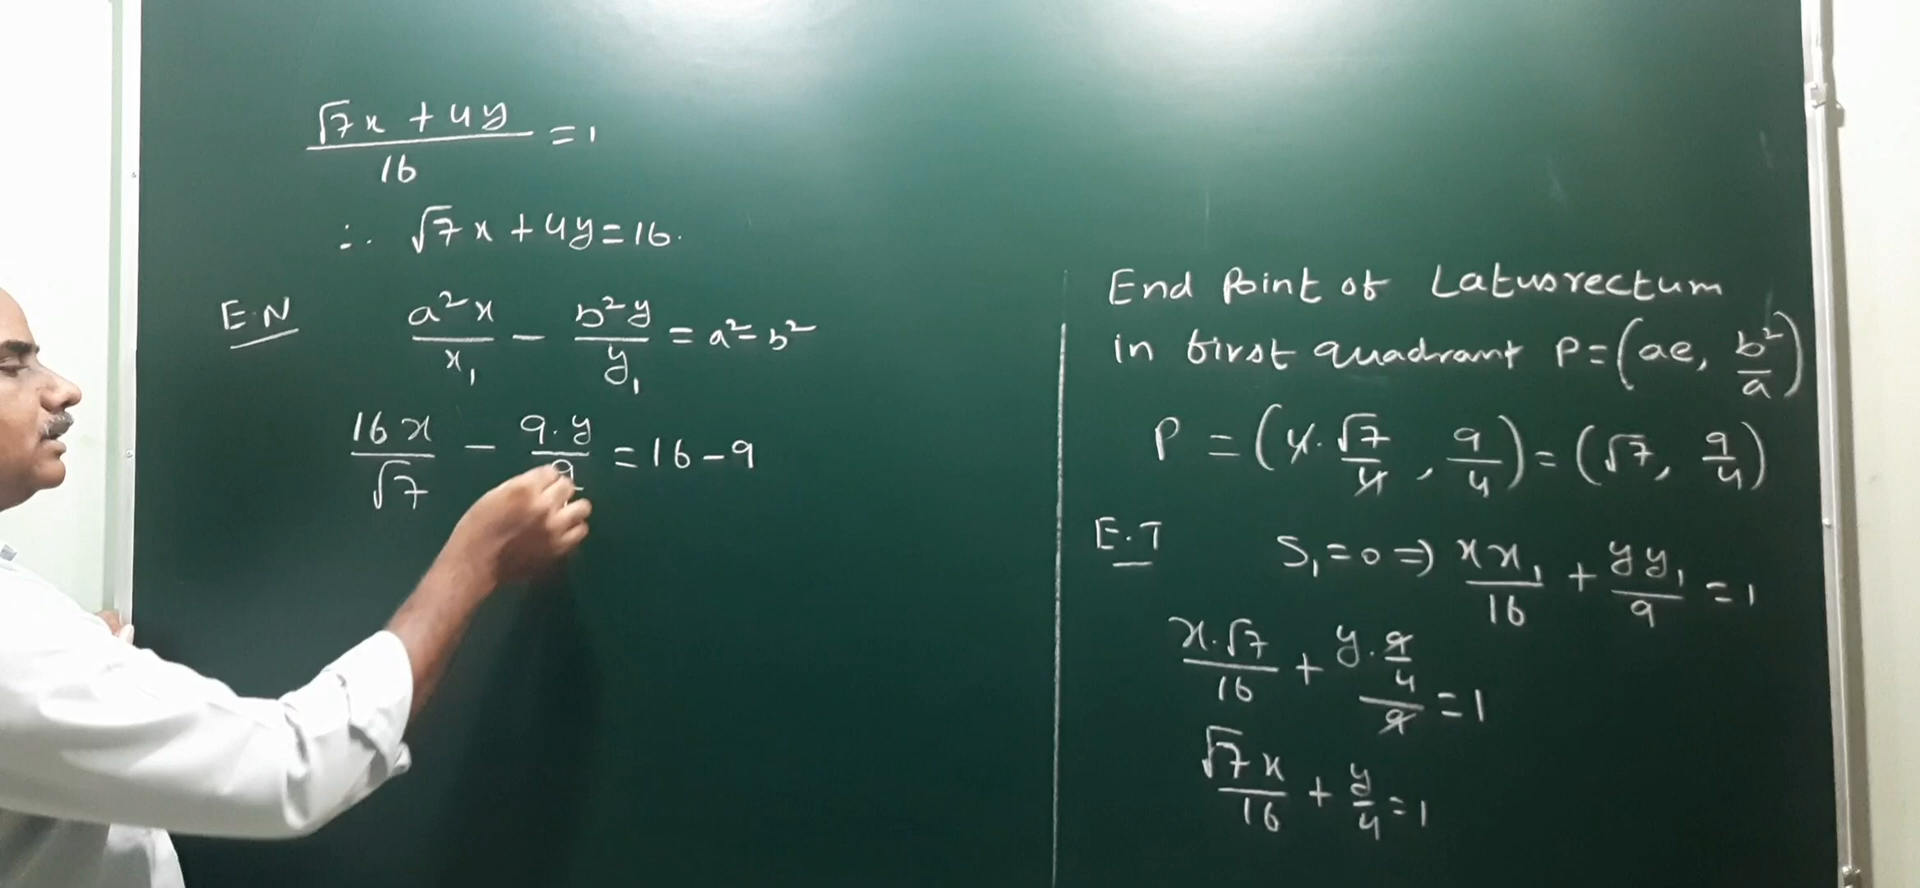 √7x + 4y / 16 = 1
∴ √7x + 4y = 16.
E.N a²x/x₁ - b²y/y₁ = a² - b²
16x/√7 - 9.y/9 = 16 - 9
End Point of Latusrectum
in first quadrant P = (ae, b²/a)
P = (4.√7/4, 9/4) = (√7, 9/4)
E.T S₁ = 0 ⇒ xx₁/16 + yy₁/9 = 1
x.√7/16 + y.9/4/9 = 1
√7x/16 + y/4 = 1